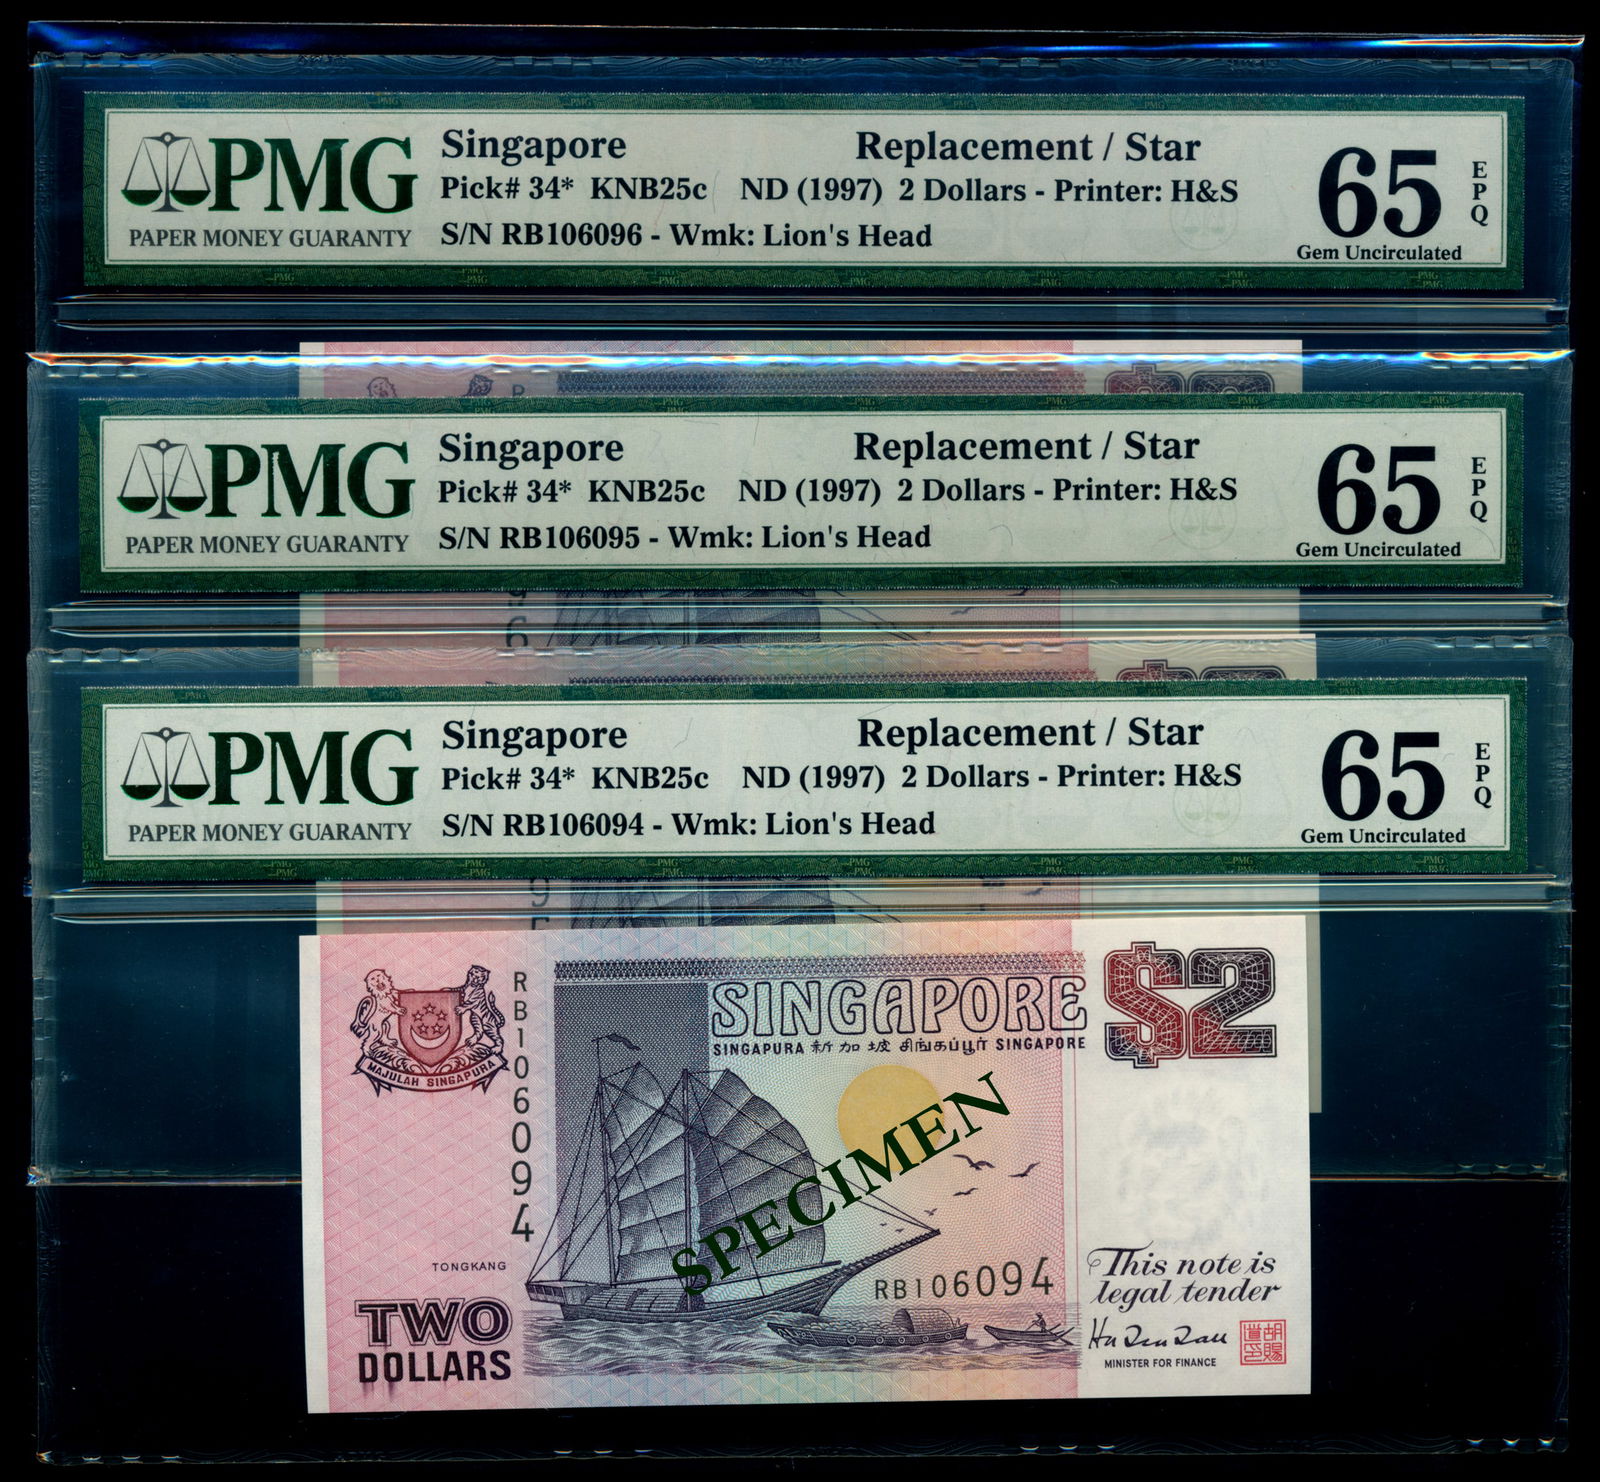 PMG
PAPER MONEY GUARANTY
Singapore Replacement / Star
Pick# 34* KNB25c ND (1997) 2 Dollars - Printer: H&S
S/N RB106096 - Wmk: Lion's Head
65 EPQ
Gem Uncirculated
PMG
PAPER MONEY GUARANTY
Singapore Replacement / Star
Pick# 34* KNB25c ND (1997) 2 Dollars - Printer: H&S
S/N RB106095 - Wmk: Lion's Head
65 EPQ
Gem Uncirculated
PMG
PAPER MONEY GUARANTY
Singapore Replacement / Star
Pick# 34* KNB25c ND (1997) 2 Dollars - Printer: H&S
S/N RB106094 - Wmk: Lion's Head
65 EPQ
Gem Uncirculated
MAJULAH SINGAPURA
RB106094
SINGAPORE
SINGAPURA 新加坡 சிங்கப்பூர் SINGAPORE
$2
SPECIMEN
TONGKANG
TWO
DOLLARS
RB106094
This note is
legal tender
Hu Tsu Tau
MINISTER FOR FINANCE